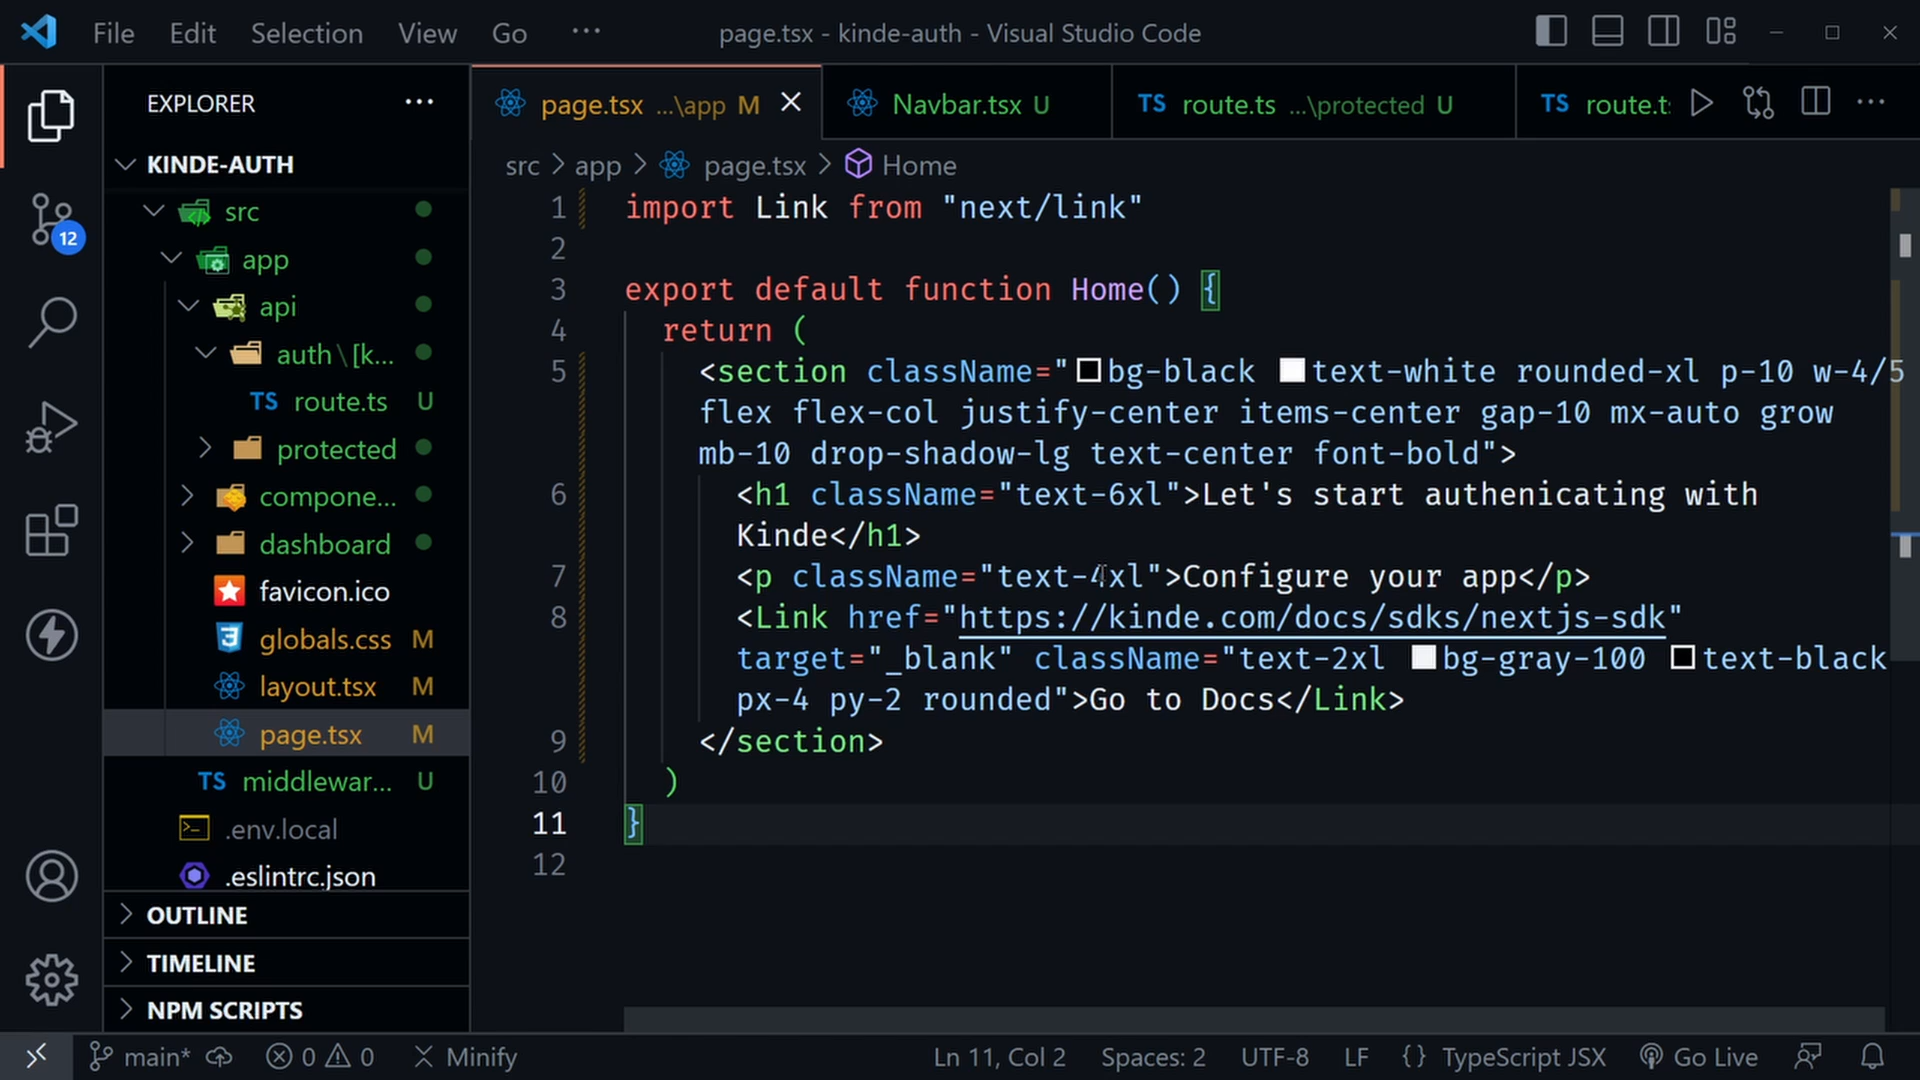 File Edit Selection View Go ··· page.tsx - kinde-auth - Visual Studio Code
EXPLORER ···
KINDE-AUTH
src
app
api
auth\[k...
TS route.ts U
protected
compone...
dashboard
favicon.ico
globals.css M
layout.tsx M
page.tsx M
TS middlewar... U
.env.local
.eslintrc.json
OUTLINE
TIMELINE
NPM SCRIPTS
12
page.tsx ...\app M
Navbar.tsx U
TS route.ts ...\protected U
TS route.t
src > app > page.tsx > Home
1 import Link from "next/link"
2
3 export default function Home() {
4 return (
5 <section className="bg-black text-white rounded-xl p-10 w-4/5
flex flex-col justify-center items-center gap-10 mx-auto grow
mb-10 drop-shadow-lg text-center font-bold">
6 <h1 className="text-6xl">Let's start authenicating with
Kinde</h1>
7 <p className="text-4xl">Configure your app</p>
8 <Link href="https://kinde.com/docs/sdks/nextjs-sdk"
target="_blank" className="text-2xl bg-gray-100 text-black
px-4 py-2 rounded">Go to Docs</Link>
9 </section>
10 )
11 }
12
main* 0 0 Minify Ln 11, Col 2 Spaces: 2 UTF-8 LF {} TypeScript JSX Go Live